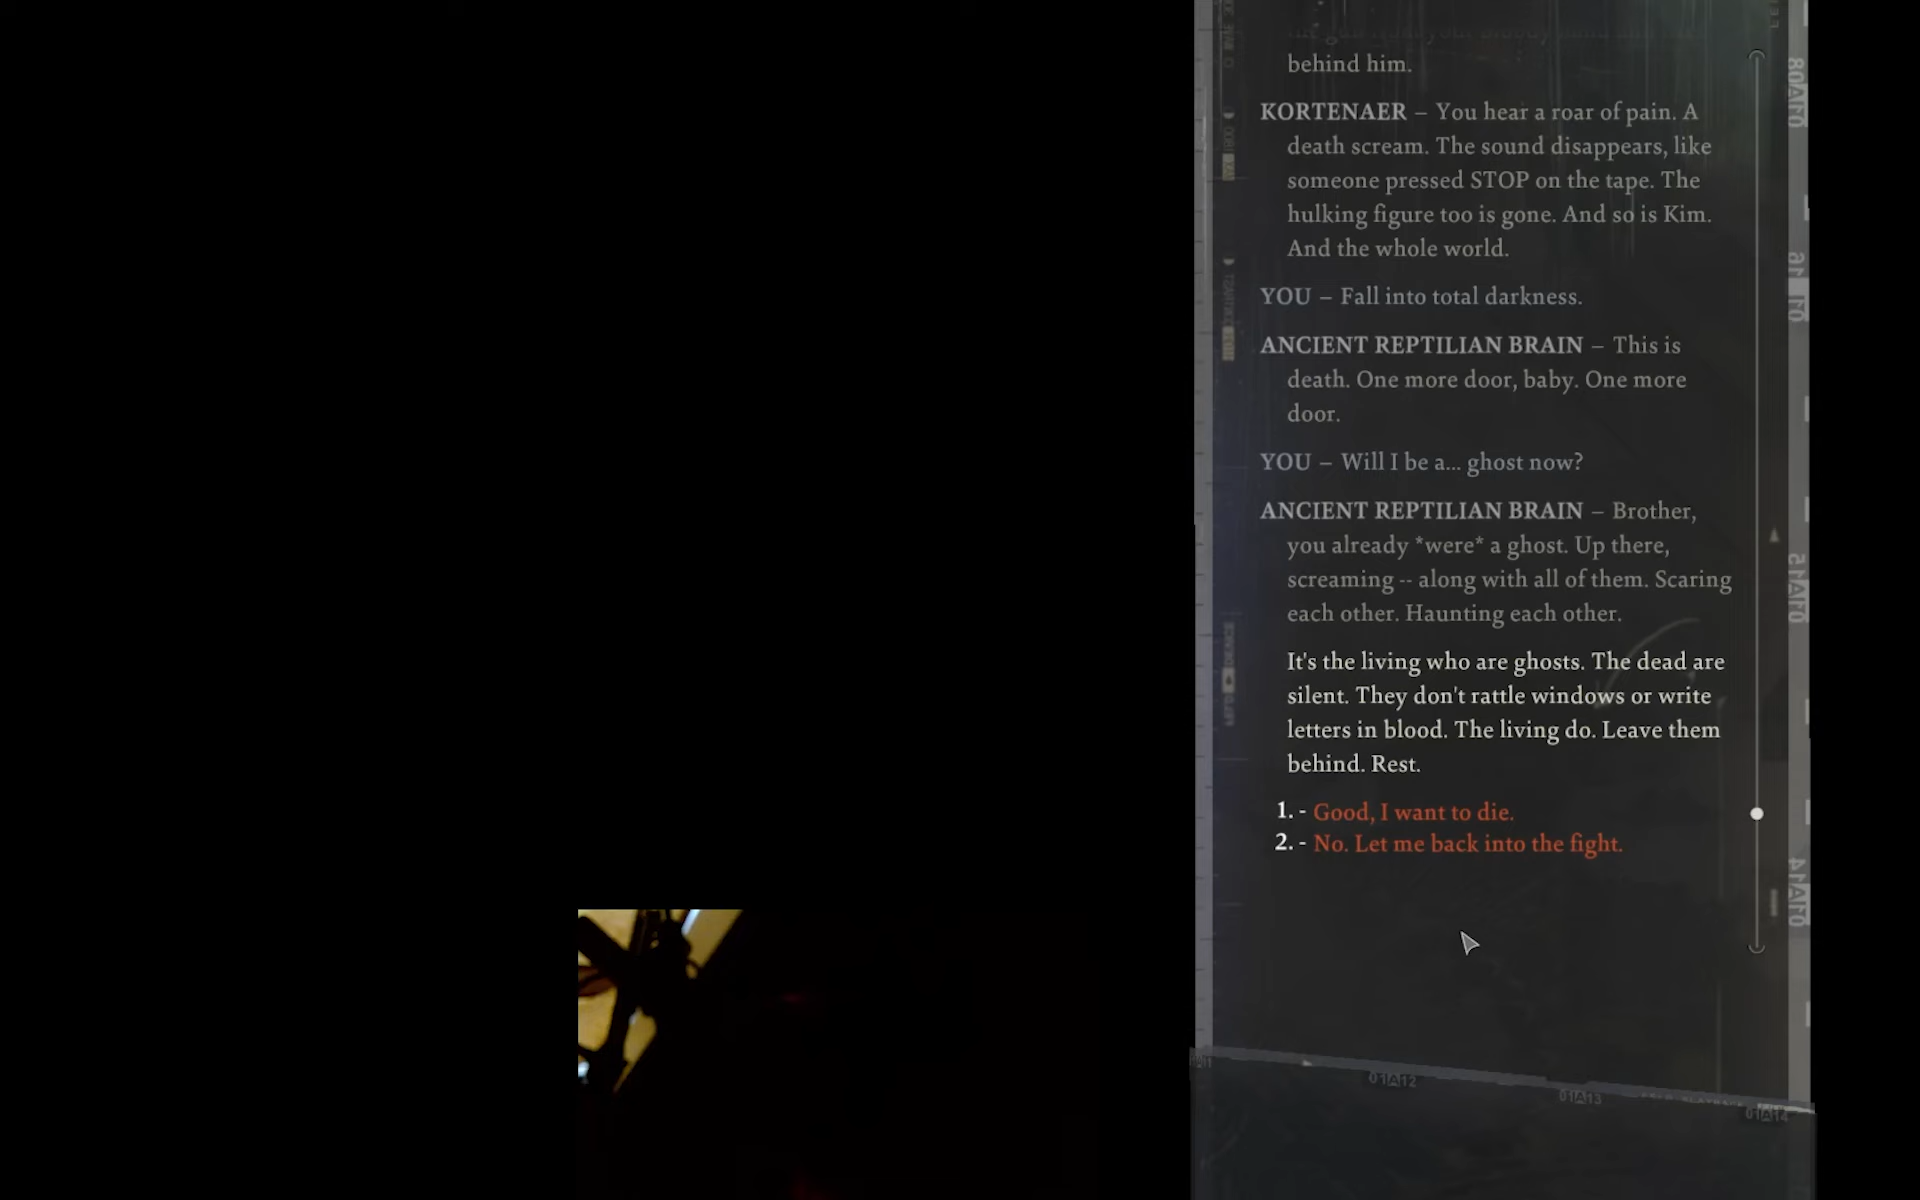 behind him.
KORTENAER – You hear a roar of pain. A
death scream. The sound disappears, like
someone pressed STOP on the tape. The
hulking figure too is gone. And so is Kim.
And the whole world.
YOU – Fall into total darkness.
ANCIENT REPTILIAN BRAIN – This is
death. One more door, baby. One more
door.
YOU – Will I be a... ghost now?
ANCIENT REPTILIAN BRAIN – Brother,
you already *were* a ghost. Up there,
screaming -- along with all of them. Scaring
each other. Haunting each other.
It's the living who are ghosts. The dead are
silent. They don't rattle windows or write
letters in blood. The living do. Leave them
behind. Rest.
1. - Good, I want to die.
2. - No. Let me back into the fight.
01A12
01A13
01A14